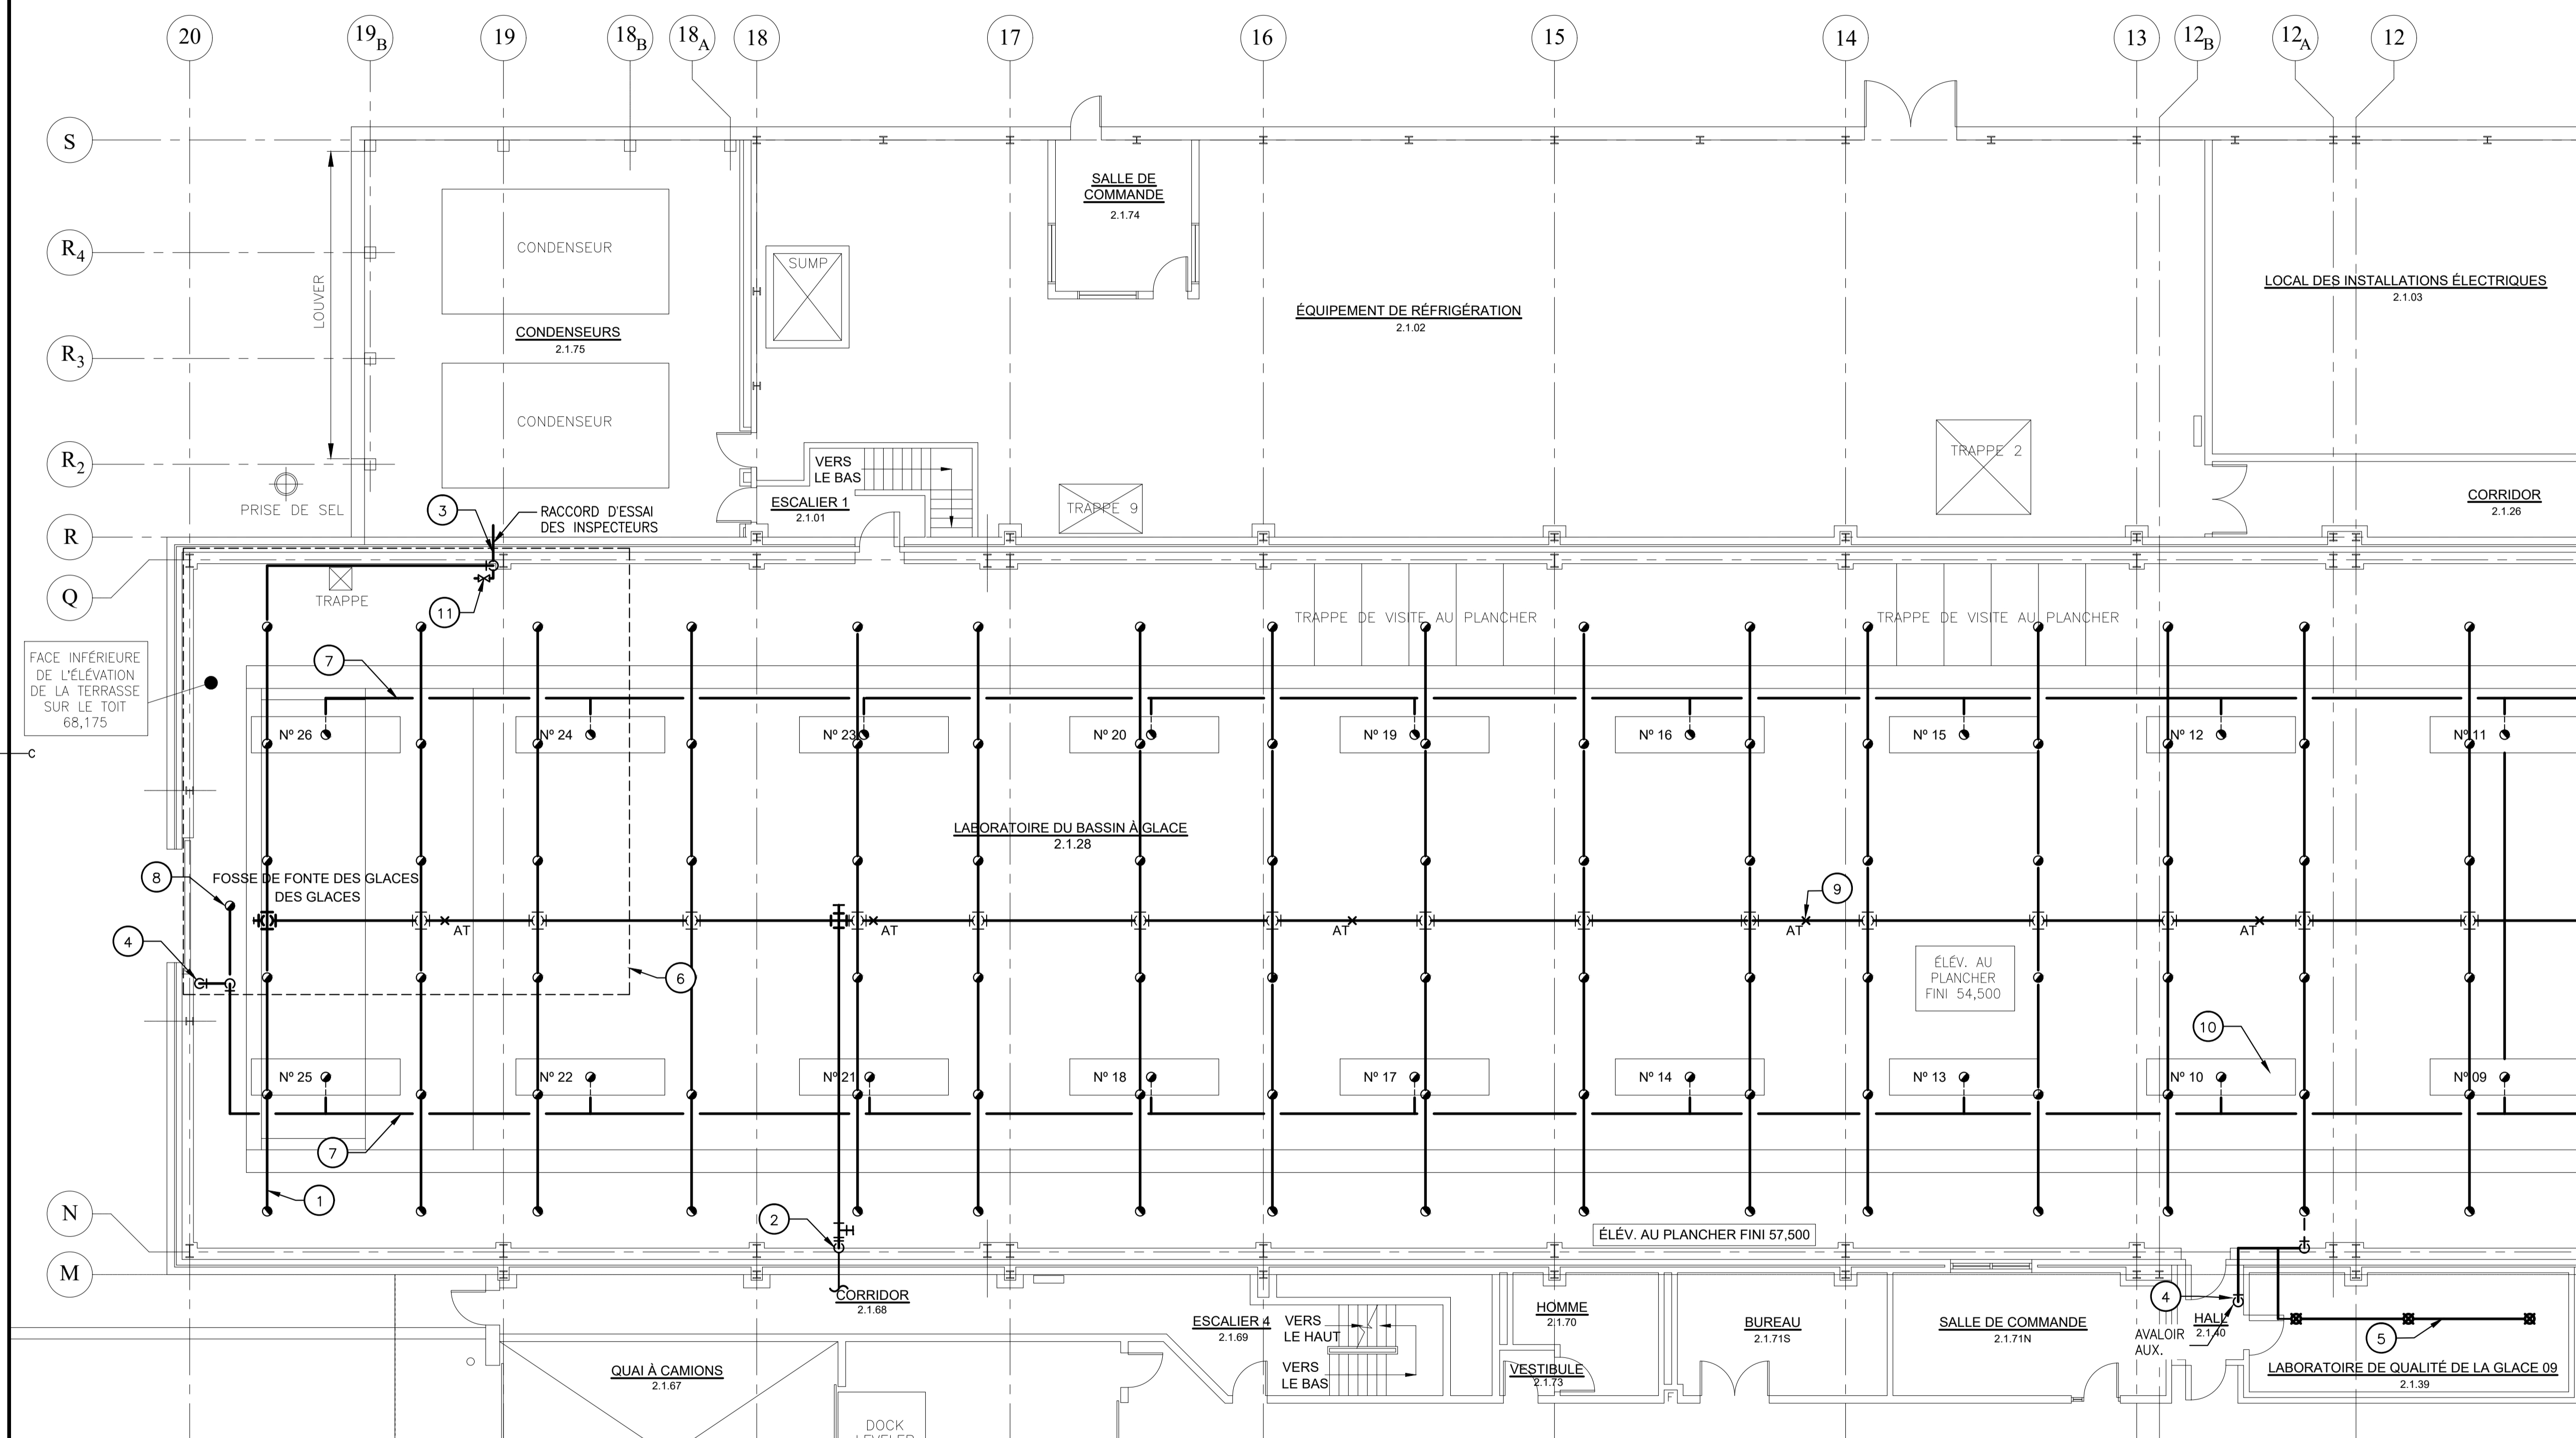 20
19B
19
18B
18A
18
17
16
15
14
13
12B
12A
12
S
R4
R3
R2
R
Q
N
M
LOUVER
CONDENSEUR
CONDENSEURS
2.1.75
CONDENSEUR
SUMP
SALLE DE
COMMANDE
2.1.74
ÉQUIPEMENT DE RÉFRIGÉRATION
2.1.02
LOCAL DES INSTALLATIONS ÉLECTRIQUES
2.1.03
TRAPPE 2
VERS
LE BAS
ESCALIER 1
2.1.01
TRAPPE 9
CORRIDOR
2.1.26
PRISE DE SEL
3
RACCORD D'ESSAI
DES INSPECTEURS
11
TRAPPE
TRAPPE DE VISITE AU PLANCHER
TRAPPE DE VISITE AU PLANCHER
FACE INFÉRIEURE
DE L'ÉLÉVATION
DE LA TERRASSE
SUR LE TOIT
68,175
C
7
Nº 26
Nº 24
Nº 23
Nº 20
Nº 19
Nº 16
Nº 15
Nº 12
Nº 11
LABORATOIRE DU BASSIN À GLACE
2.1.28
8
FOSSE DE FONTE DES GLACES
DES GLACES
9
4
AT
AT
AT
AT
AT
6
ÉLÉV. AU
PLANCHER
FINI 54,500
10
Nº 25
Nº 22
Nº 21
Nº 18
Nº 17
Nº 14
Nº 13
Nº 10
Nº 09
7
1
2
ÉLÉV. AU PLANCHER FINI 57,500
CORRIDOR
2.1.68
ESCALIER 4
2.1.69
VERS
LE HAUT
VERS
LE BAS
HOMME
2.1.70
VESTIBULE
2.1.73
BUREAU
2.1.71S
F
SALLE DE COMMANDE
2.1.71N
4
AVALOIR
AUX.
HALL
2.1.40
5
LABORATOIRE DE QUALITÉ DE LA GLACE 09
2.1.39
QUAI À CAMIONS
2.1.67
DOCK
LEVELER